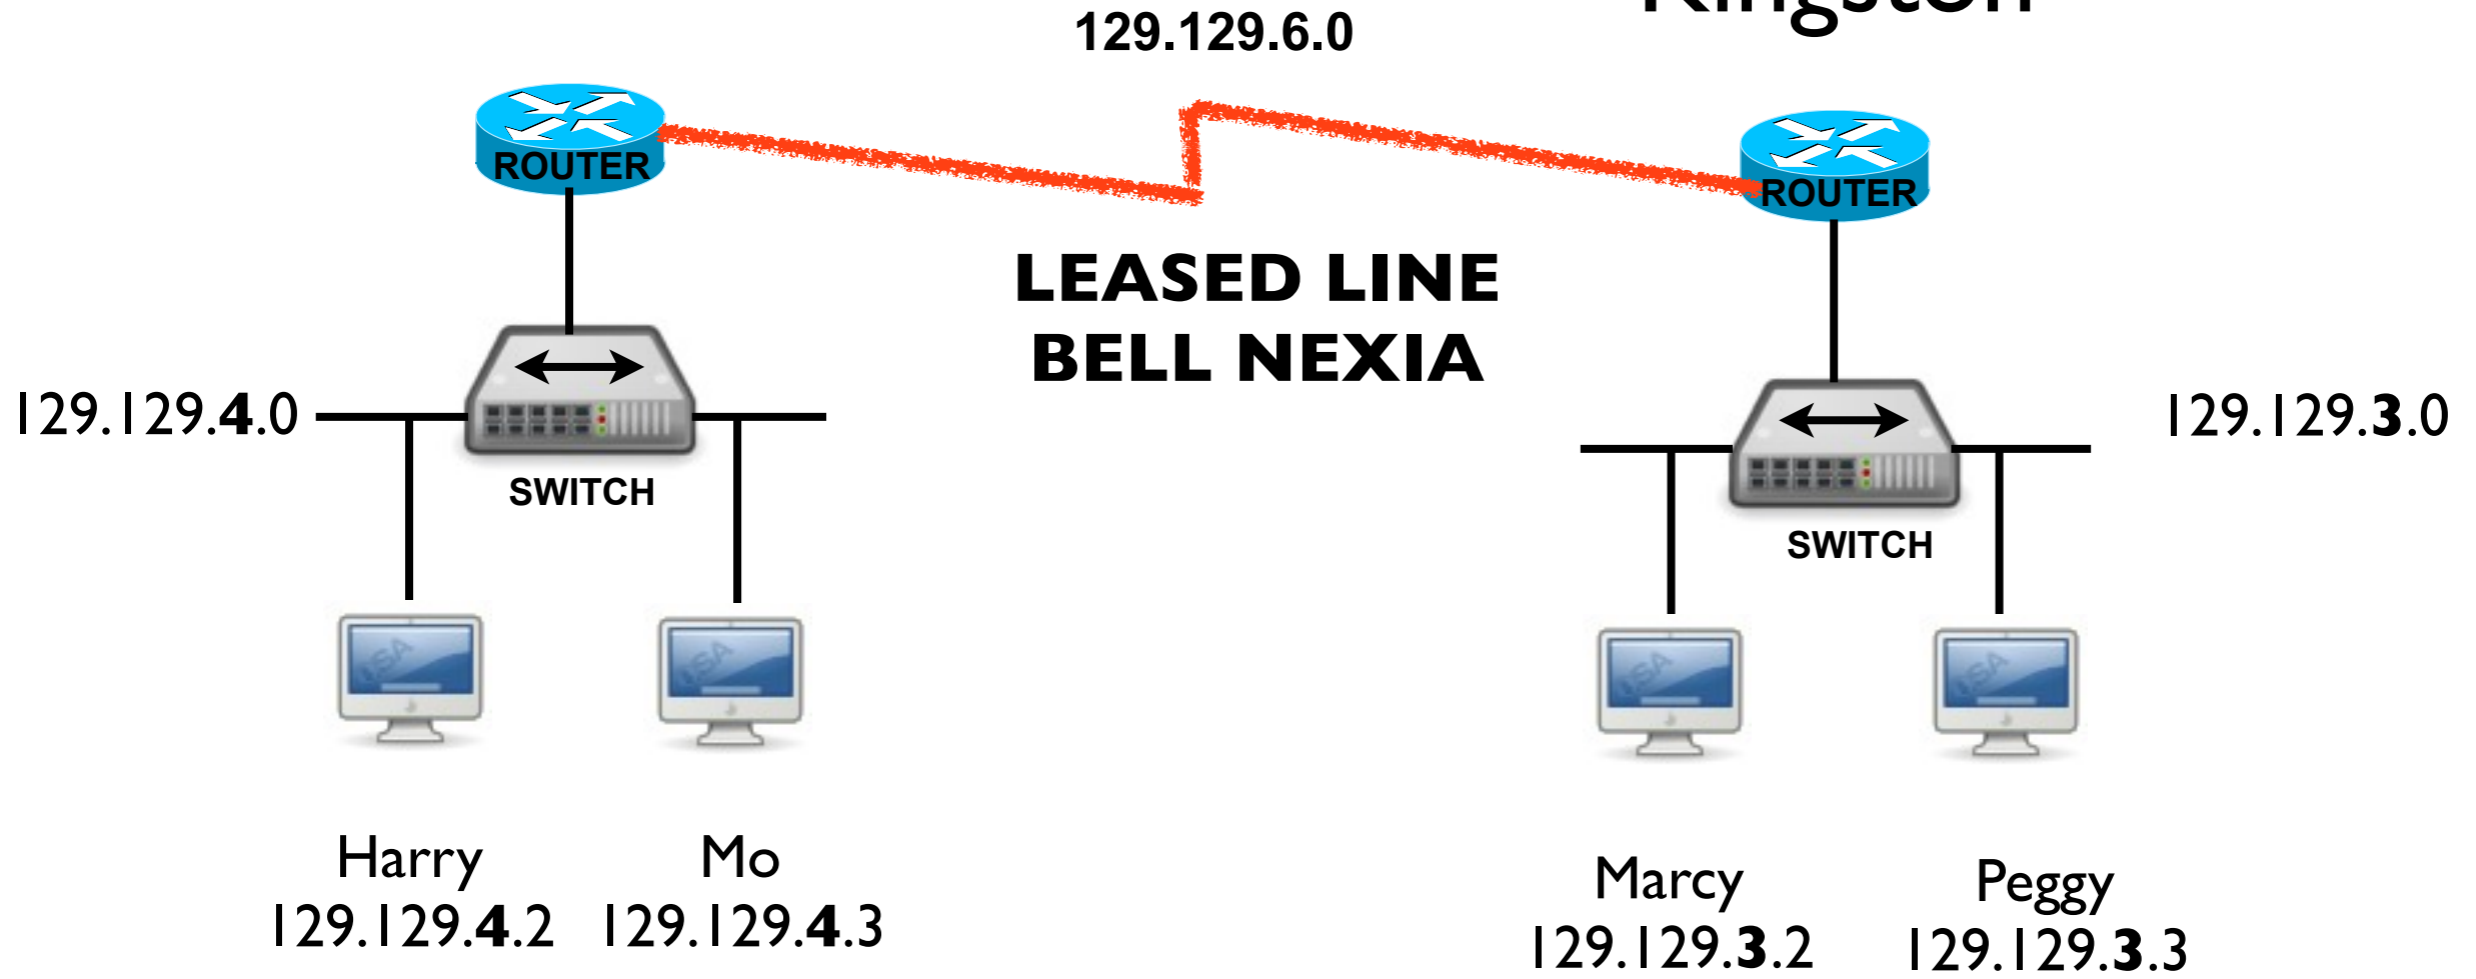 Kingston
129.129.6.0
ROUTER
ROUTER
LEASED LINE
BELL NEXIA
129.129.4.0
129.129.3.0
SWITCH
SWITCH
Harry
129.129.4.2
Mo
129.129.4.3
Marcy
129.129.3.2
Peggy
129.129.3.3